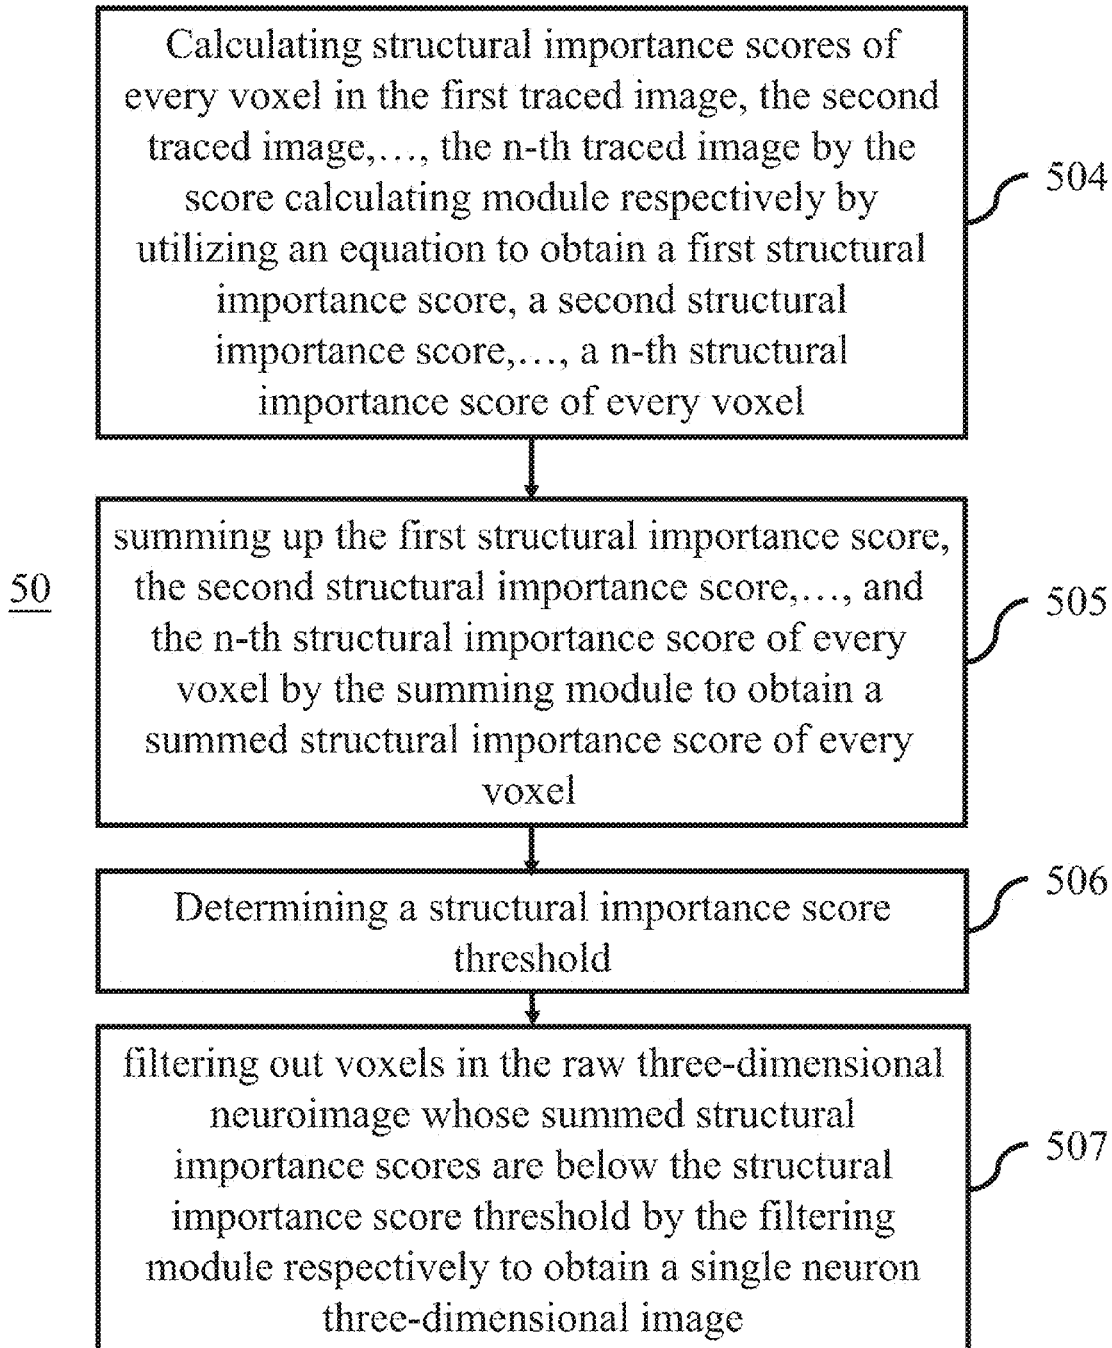 Calculating structural importance scores of
every voxel in the first traced image, the second
traced image,..., the n-th traced image by the
score calculating module respectively by
utilizing an equation to obtain a first structural
importance score, a second structural
importance score,..., a n-th structural
importance score of every voxel
504
summing up the first structural importance score,
the second structural importance score,..., and
the n-th structural importance score of every
voxel by the summing module to obtain a
summed structural importance score of every
voxel
505
50
Determining a structural importance score
threshold
506
filtering out voxels in the raw three-dimensional
neuroimage whose summed structural
importance scores are below the structural
importance score threshold by the filtering
module respectively to obtain a single neuron
three-dimensional image
507